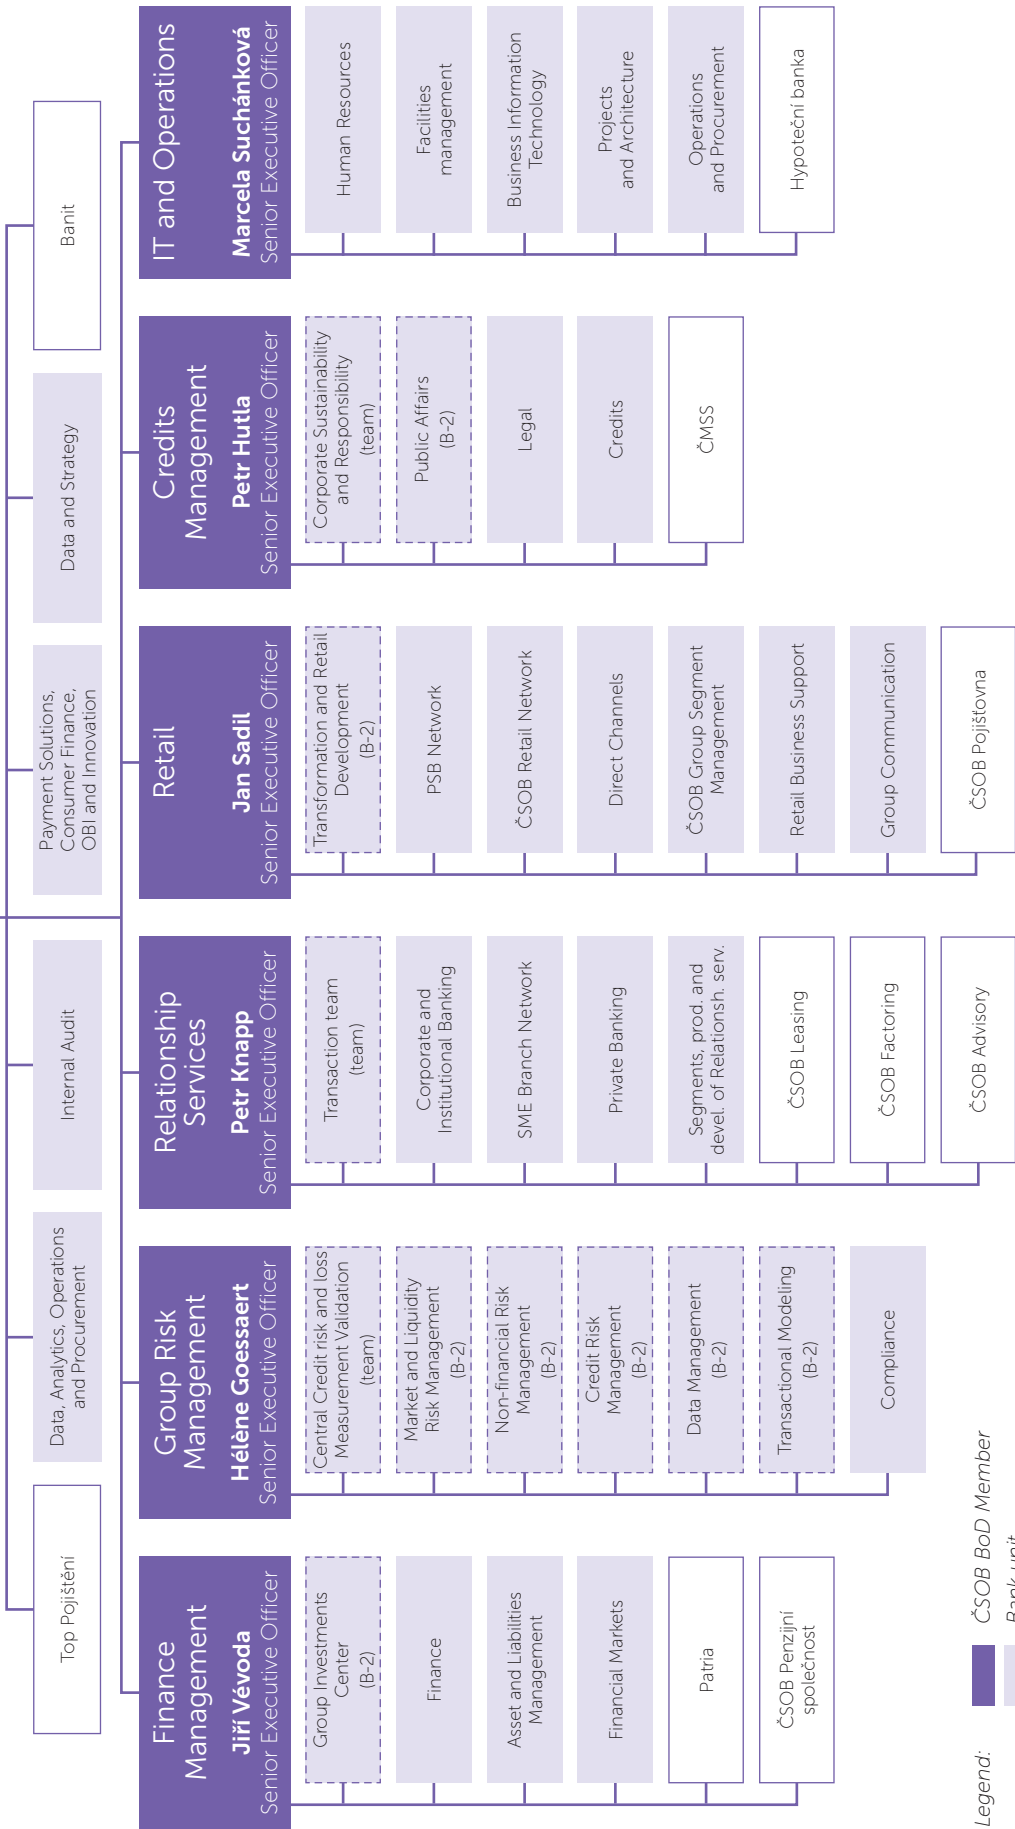 Top Pojištění
Data, Analytics, Operations
and Procurement
Internal Audit
Payment Solutions,
Consumer Finance,
OBI and Innovation
Data and Strategy
Banit
Finance
Management
Jiří Vévoda
Senior Executive Officer
Group Investments
Center
(B-2)
Finance
Asset and Liabilities
Management
Financial Markets
Patria
ČSOB Penzijní
společnost
Group Risk
Management
Hélène Goessaert
Senior Executive Officer
Central Credit risk and loss
Measurement Validation
(team)
Market and Liquidity
Risk Management
(B-2)
Non-financial Risk
Management
(B-2)
Credit Risk
Management
(B-2)
Data Management
(B-2)
Transactional Modeling
(B-2)
Compliance
Relationship
Services
Petr Knapp
Senior Executive Officer
Transaction team
(team)
Corporate and
Institutional Banking
SME Branch Network
Private Banking
Segments, prod. and
devel. of Relationsh. serv.
ČSOB Leasing
ČSOB Factoring
ČSOB Advisory
Retail
Jan Sadil
Senior Executive Officer
Transformation and Retail
Development
(B-2)
PSB Network
ČSOB Retail Network
Direct Channels
ČSOB Group Segment
Management
Retail Business Support
Group Communication
ČSOB Pojišťovna
Credits
Management
Petr Hutla
Senior Executive Officer
Corporate Sustainability
and Responsibility
(team)
Public Affairs
(B-2)
Legal
Credits
ČMSS
IT and Operations
Marcela Suchánková
Senior Executive Officer
Human Resources
Facilities
management
Business Information
Technology
Projects
and Architecture
Operations
and Procurement
Hypoteční banka
Legend:
ČSOB BoD Member
Bank unit